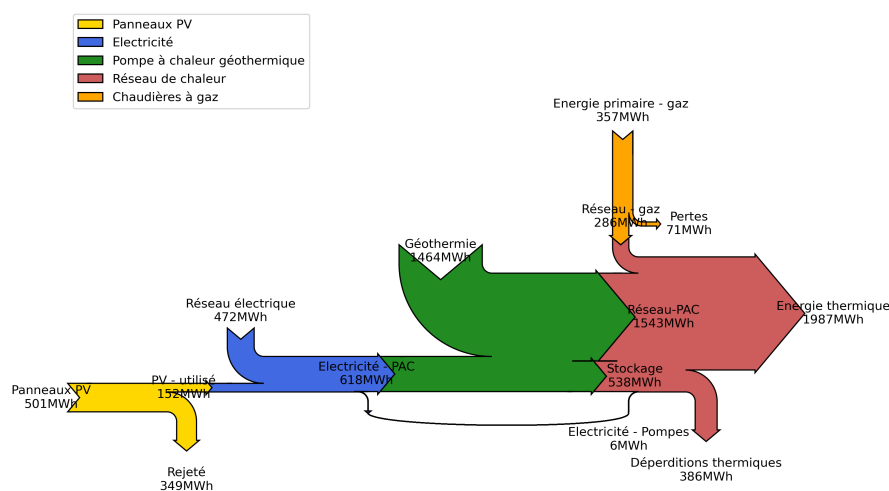 Panneaux PV
Electricité
Pompe à chaleur géothermique
Réseau de chaleur
Chaudières à gaz
Energie primaire - gaz
357MWh
Réseau - gaz
286MWh
Pertes
71MWh
Géothermie
1464MWh
Réseau électrique
472MWh
Réseau-PAC
1543MWh
Energie thermique
1987MWh
Electricité - PAC
618MWh
Stockage
538MWh
PV - utilisé
152MWh
Panneaux PV
501MWh
Electricité - Pompes
6MWh
Rejeté
349MWh
Déperditions thermiques
386MWh